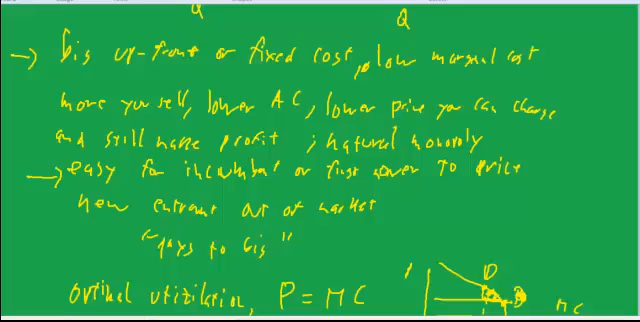 Q Q
→ big up-front or fixed cost, low marginal cost
more you sell, lower AC, lower price you can charge
and still make profit ; natural monopoly
→ easy for incumbent or first mover to price
new entrant out of market
"pays to big"
optimal utilization, P = MC
D
B
MC